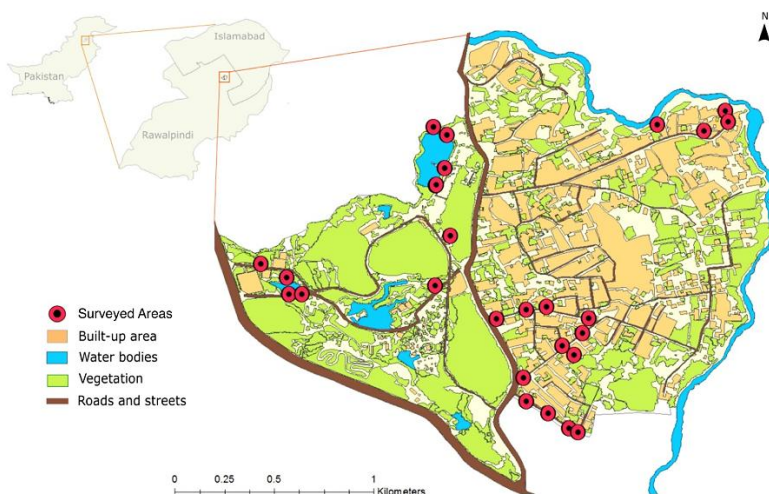 N
Islamabad
Pakistan
Rawalpindi
Surveyed Areas
Built-up area
Water bodies
Vegetation
Roads and streets
0 0.25 0.5 1
Kilometers